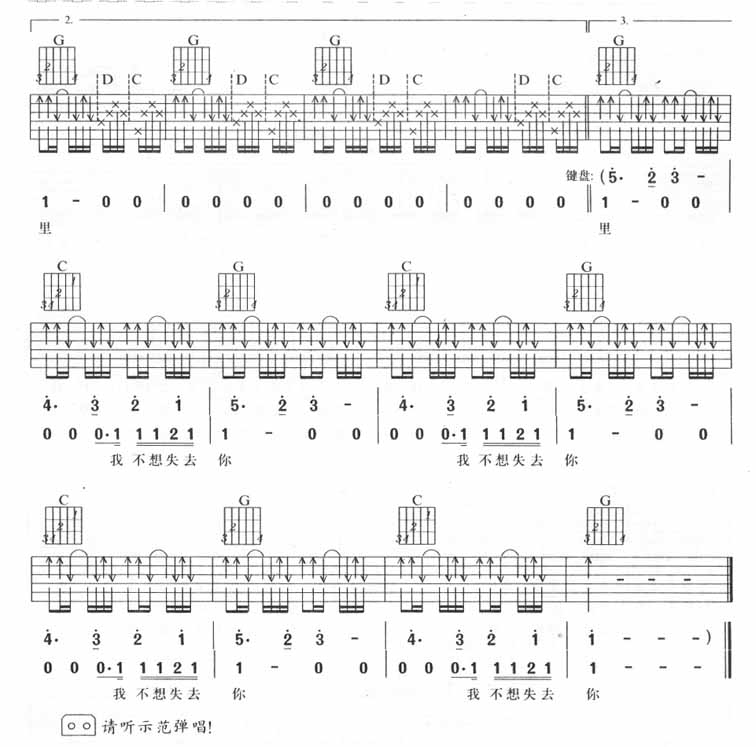 2. 3.
G G G G
D C D C D C D C
键盘: (5· 2 3 -
1 - 0 0 0 0 0 0 0 0 0 0 0 0 0 0 1 - 0 0
里 里
C G C G
4· 3 2 1 5· 2 3 - 4· 3 2 1 5· 2 3 -
0 0 0·1 1121 1 - 0 0 0 0 0·1 1121 1 - 0 0
我 不想失去 你 我 不想失去 你
C G C G
4· 3 2 1 5· 2 3 - 4· 3 2 1 1 - - -)
0 0 0·1 1121 1 - 0 0 0 0 0·1 1121 1 - - -
我 不想失去 你 我 不想失去 你
请听示范弹唱!